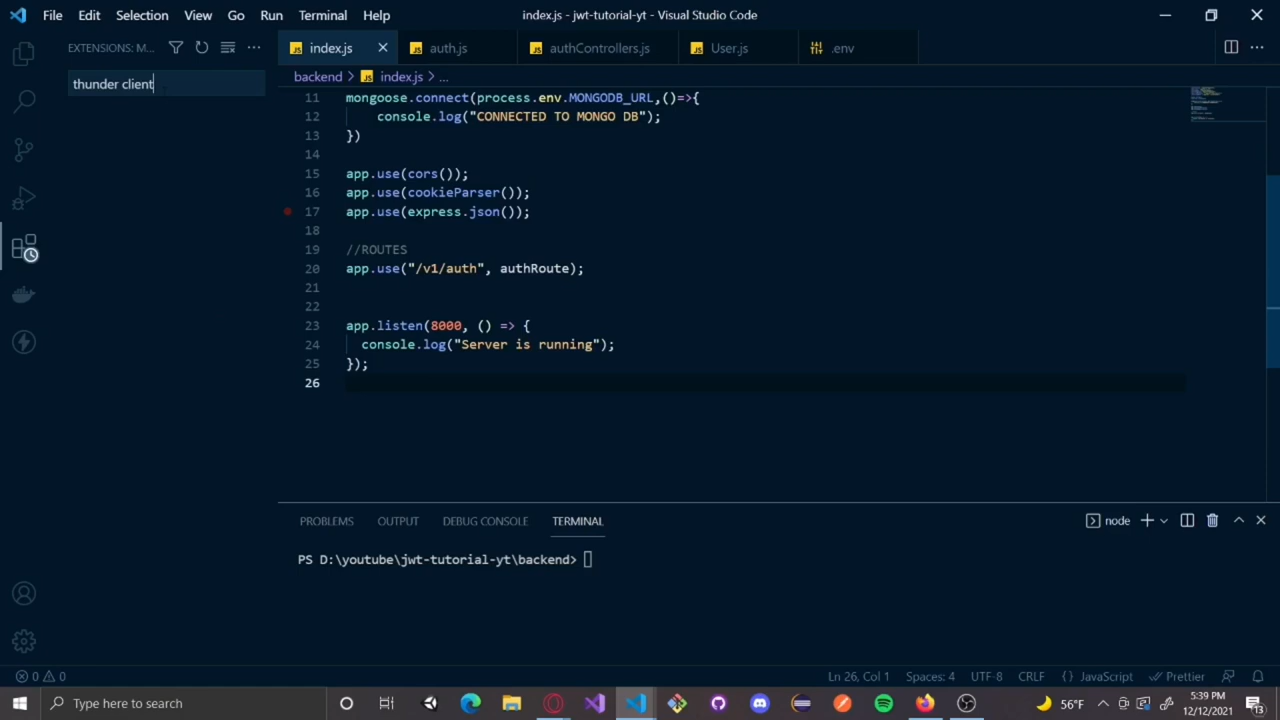 File Edit Selection View Go Run Terminal Help
index.js - jwt-tutorial-yt - Visual Studio Code
EXTENSIONS: M...
index.js auth.js authControllers.js User.js .env
thunder client
backend > index.js > ...
11 mongoose.connect(process.env.MONGODB_URL,()=>{
12 console.log("CONNECTED TO MONGO DB");
13 })
14
15 app.use(cors());
16 app.use(cookieParser());
17 app.use(express.json());
18
19 //ROUTES
20 app.use("/v1/auth", authRoute);
21
22
23 app.listen(8000, () => {
24 console.log("Server is running");
25 });
26
PROBLEMS OUTPUT DEBUG CONSOLE TERMINAL
node
PS D:\youtube\jwt-tutorial-yt\backend>
0 0
Ln 26, Col 1 Spaces: 4 UTF-8 CRLF {} JavaScript Prettier
Type here to search
56°F
5:39 PM
12/12/2021
13